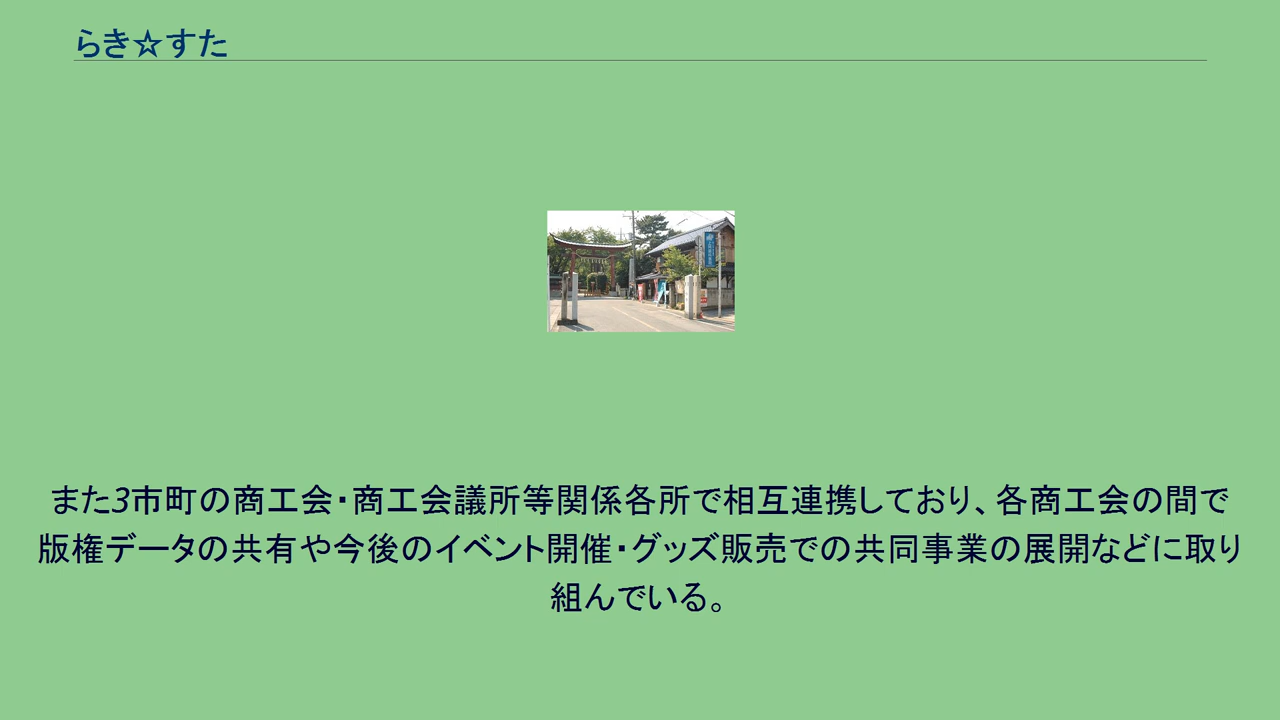 らき☆すた
また3市町の商工会・商工会議所等関係各所で相互連携しており、各商工会の間で
版権データの共有や今後のイベント開催・グッズ販売での共同事業の展開などに取り
組んでいる。